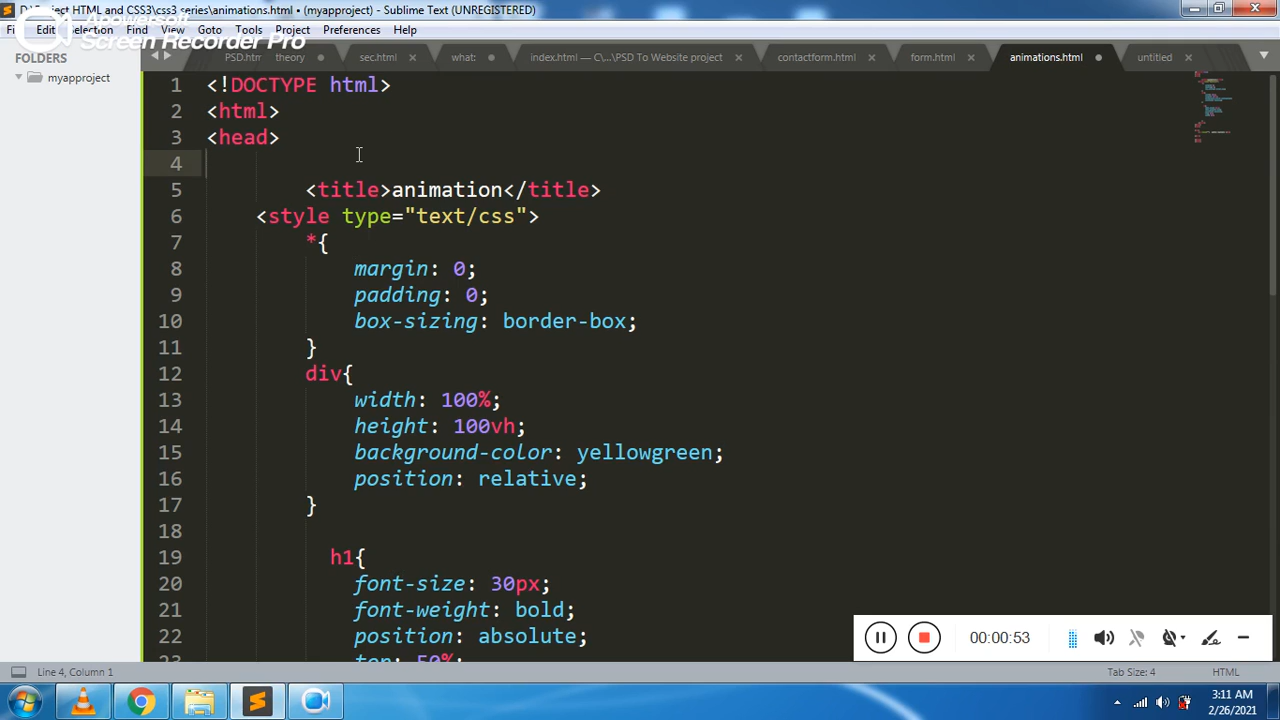 D:\Project HTML and CSS3\css3 series\animations.html • (myapproject) - Sublime Text (UNREGISTERED)
Edit Selection Find View Goto Tools Project Preferences Help
Apowersoft
Screen Recorder Pro
FOLDERS
myapproject
PSD.htm theory sec.html what: index.html — C\...\PSD To Website project contactform.html form.html animations.html untitled
1 <!DOCTYPE html>
2 <html>
3 <head>
4
5 <title>animation</title>
6 <style type="text/css">
7 *{
8 margin: 0;
9 padding: 0;
10 box-sizing: border-box;
11 }
12 div{
13 width: 100%;
14 height: 100vh;
15 background-color: yellowgreen;
16 position: relative;
17 }
18
19 h1{
20 font-size: 30px;
21 font-weight: bold;
22 position: absolute;
23 top: 50%;
00:00:53
Line 4, Column 1 Tab Size: 4 HTML
3:11 AM
2/26/2021